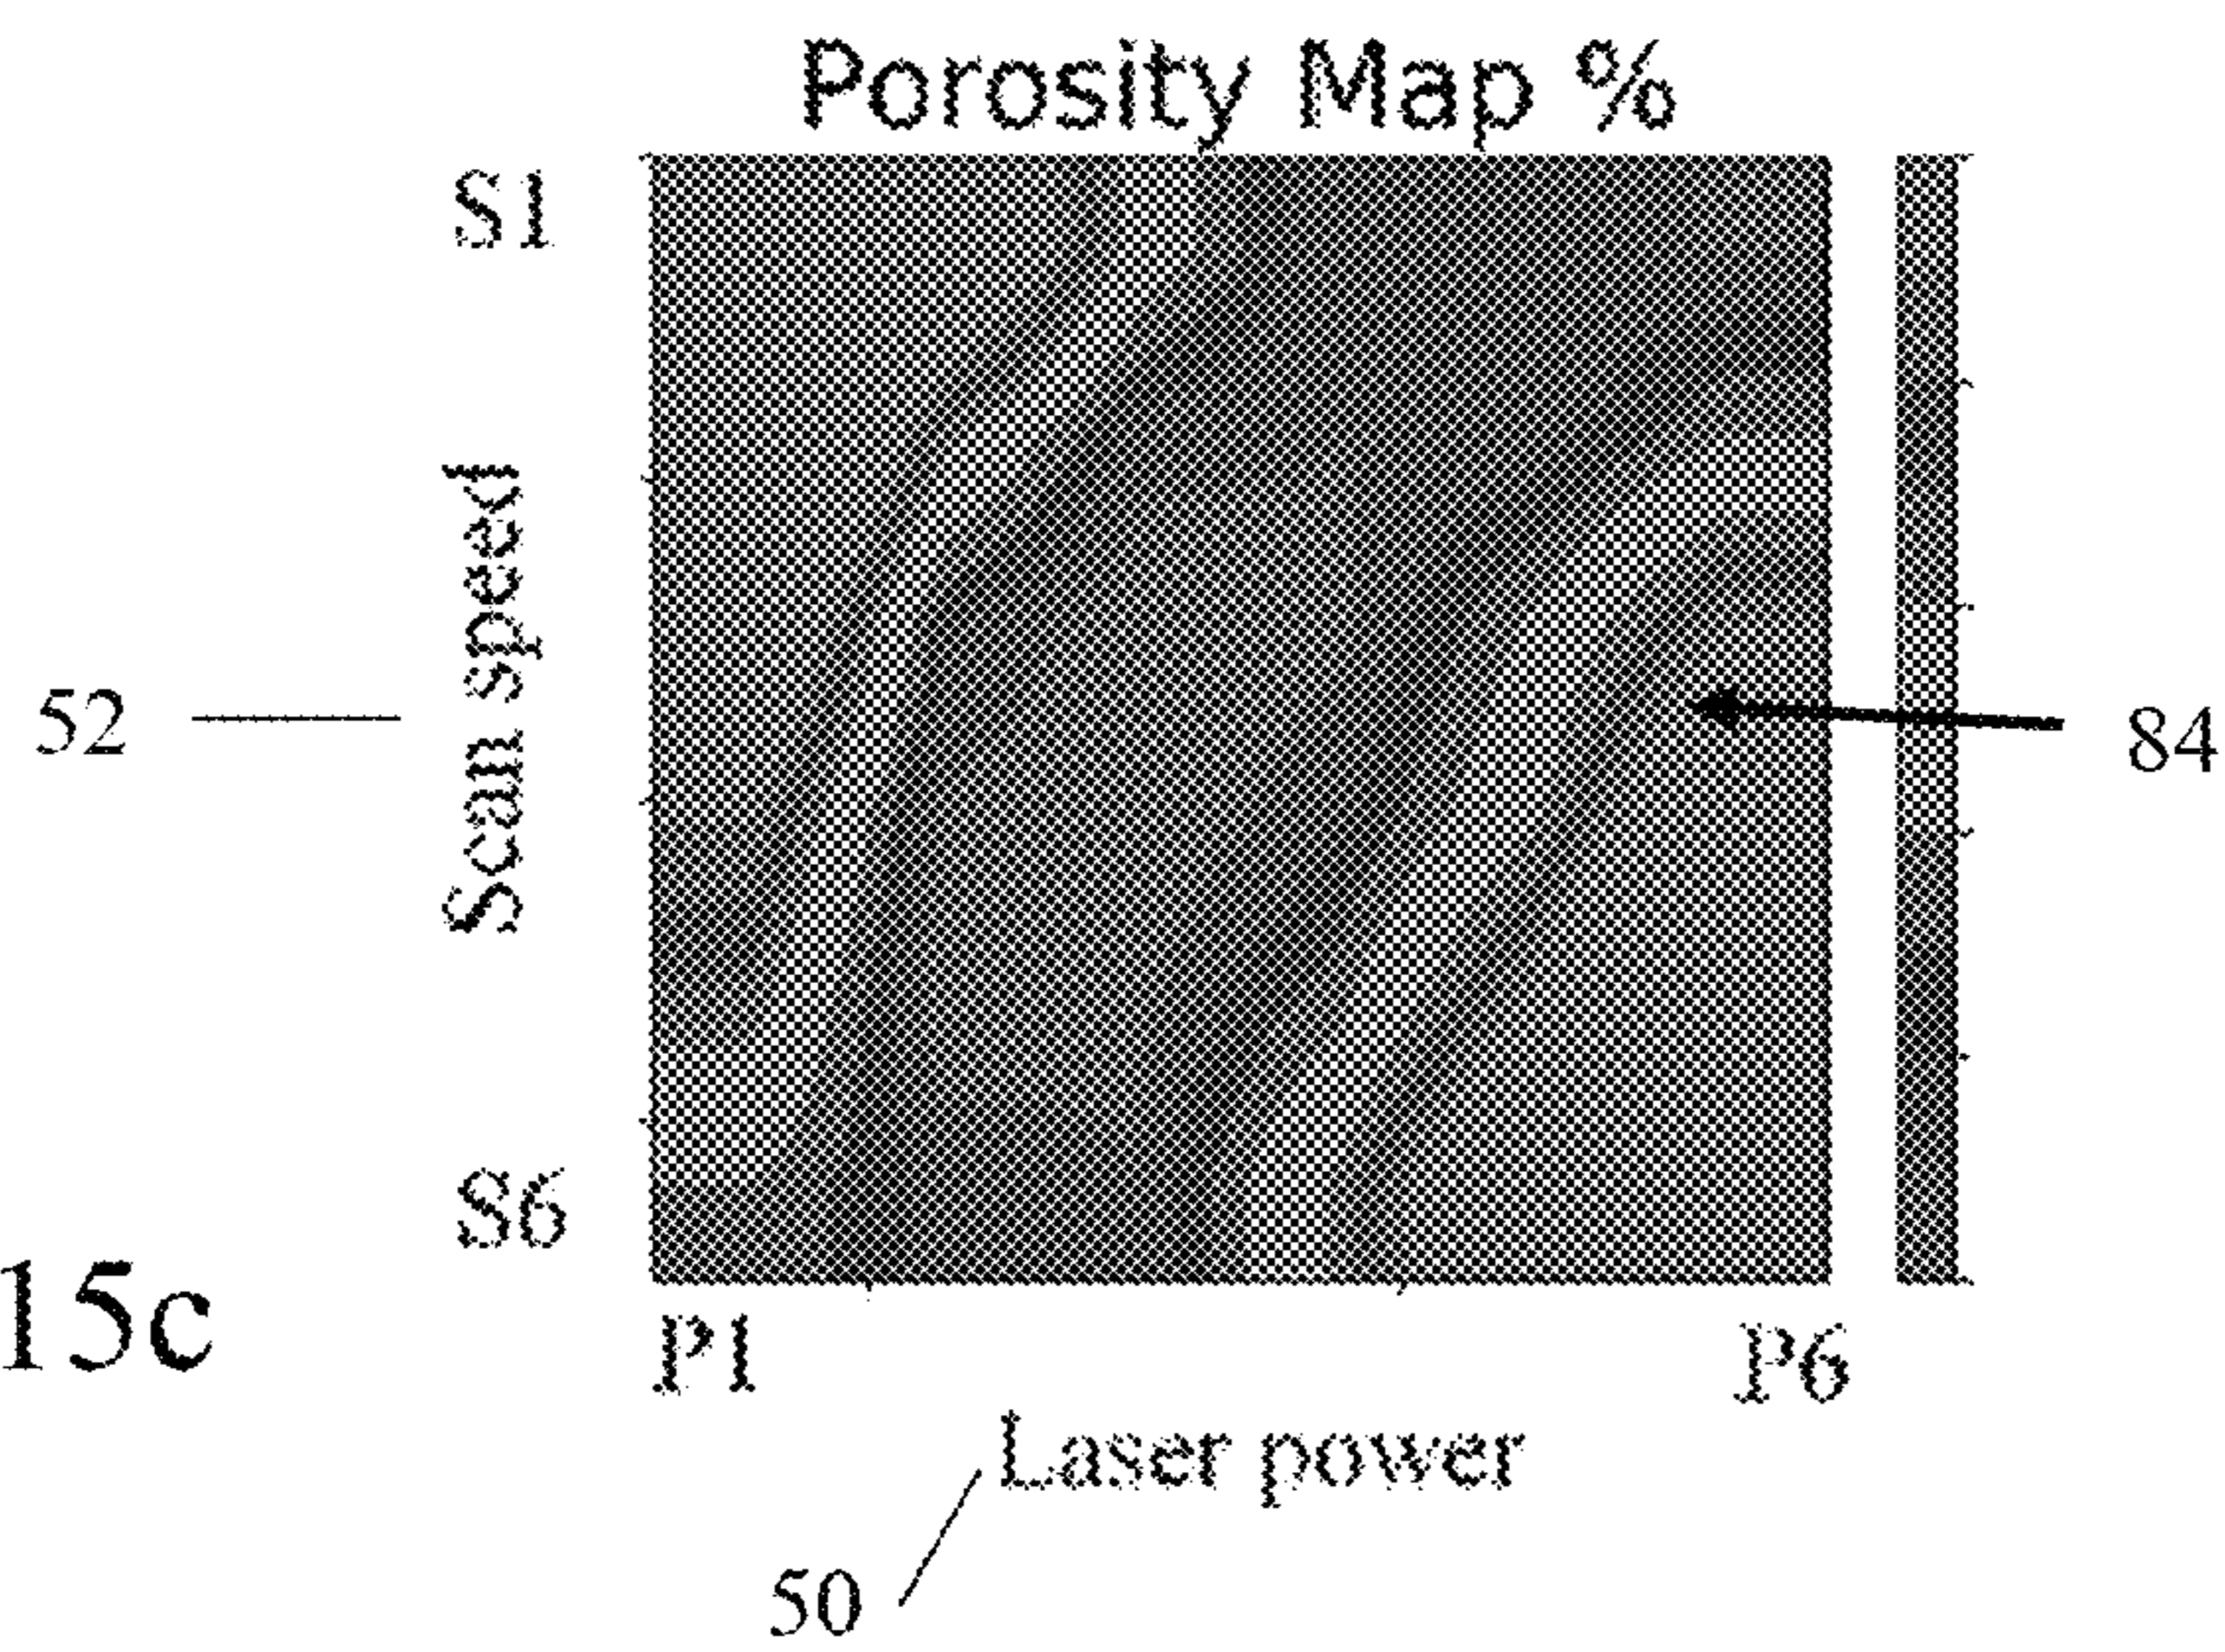 Porosity Map %
S1
Scan speed
52
84
S6
15c
P1
P6
Laser power
50